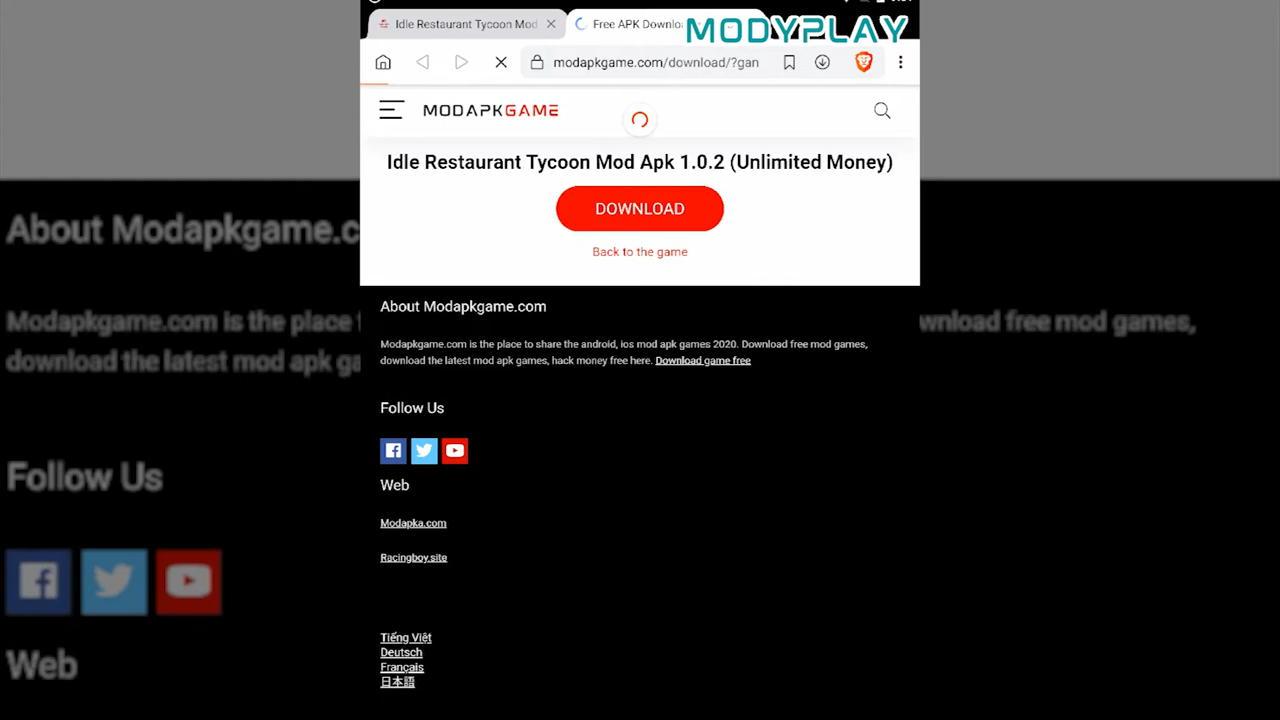 Idle Restaurant Tycoon Mod
Free APK Downlo
MODYPLAY
modapkgame.com/download/?gan
MODAPKGAME
Idle Restaurant Tycoon Mod Apk 1.0.2 (Unlimited Money)
DOWNLOAD
Back to the game
About Modapkgame.com
Modapkgame.com is the place to share the android, ios mod apk games 2020. Download free mod games,
download the latest mod apk games, hack money free here. Download game free
Follow Us
Web
Modapka.com
Racingboy.site
Tiếng Việt
Deutsch
Français
日本語
About Modapkgame.c
Modapkgame.com is the place
download the latest mod apk ga
wnload free mod games,
Follow Us
Web